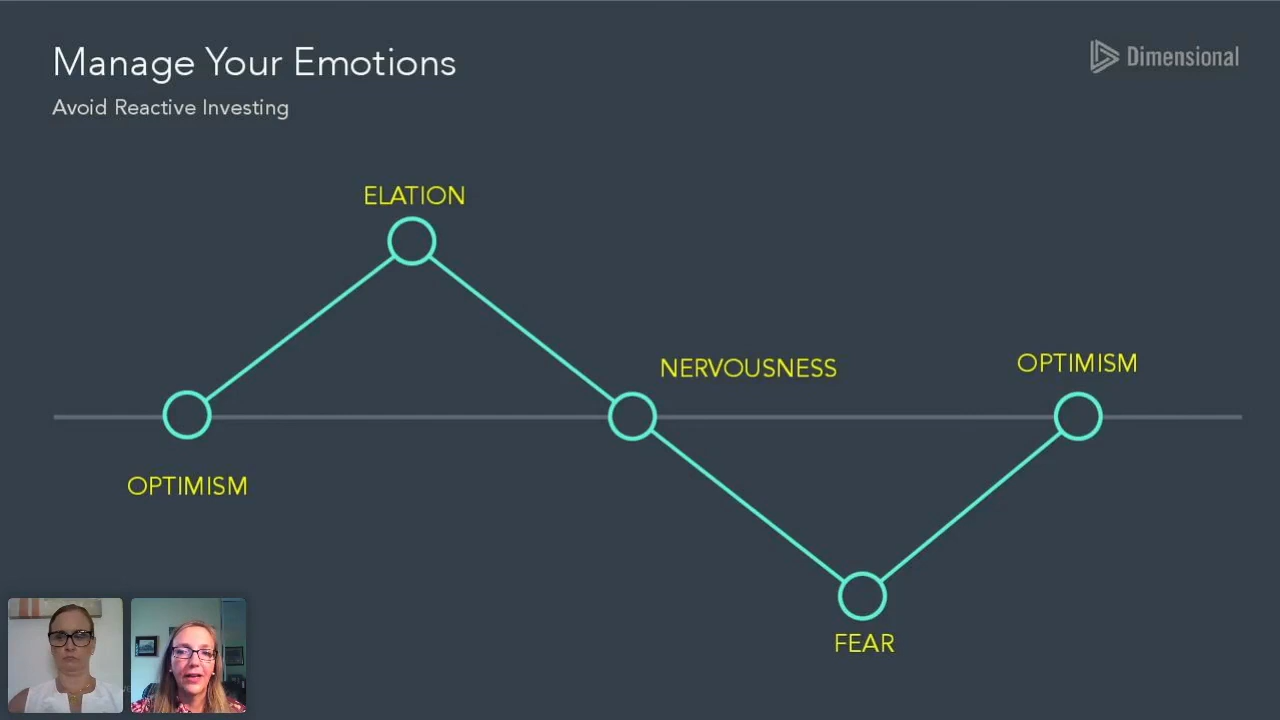 Manage Your Emotions
Dimensional
Avoid Reactive Investing
ELATION
NERVOUSNESS
OPTIMISM
OPTIMISM
FEAR